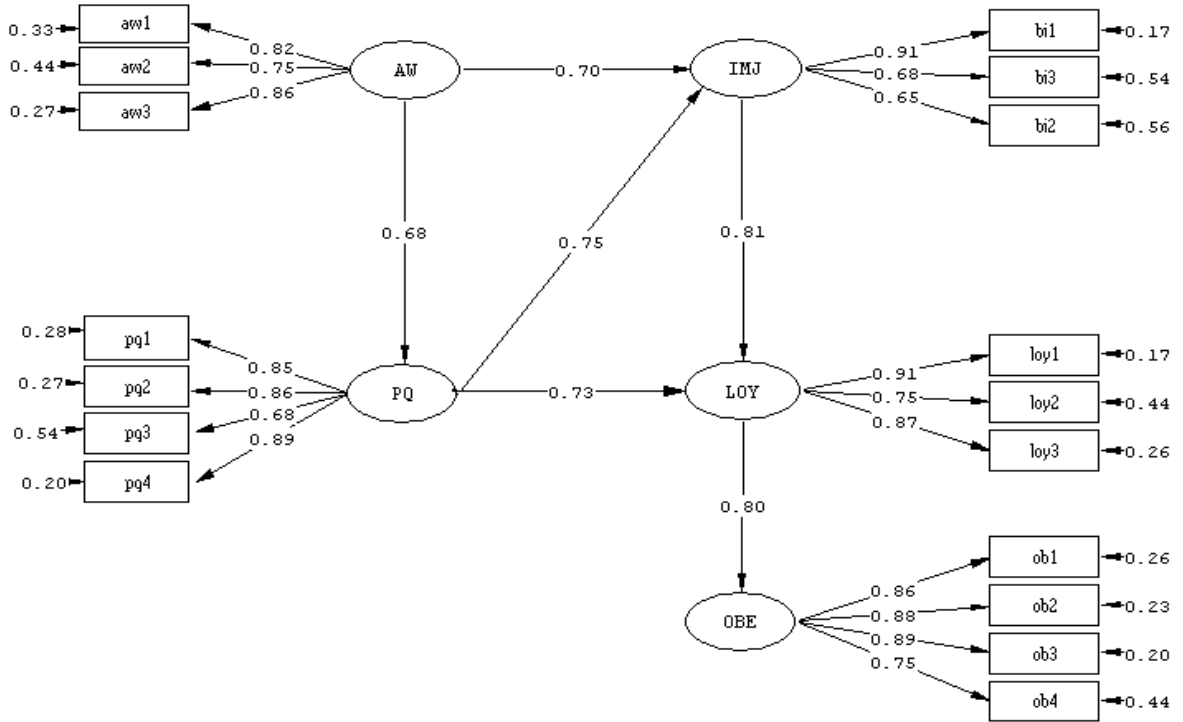 0.33 aw1 0.82
0.44 aw2 0.75
0.27 aw3 0.86
AW 0.70 IMJ
0.91 bi1 0.17
0.68 bi3 0.54
0.65 bi2 0.56
0.68 0.75 0.81
0.28 pq1 0.85
0.27 pq2 0.86
0.54 pq3 0.68
0.20 pq4 0.89
PQ 0.73 LOY
0.91 loy1 0.17
0.75 loy2 0.44
0.87 loy3 0.26
0.80
OBE
0.86 ob1 0.26
0.88 ob2 0.23
0.89 ob3 0.20
0.75 ob4 0.44